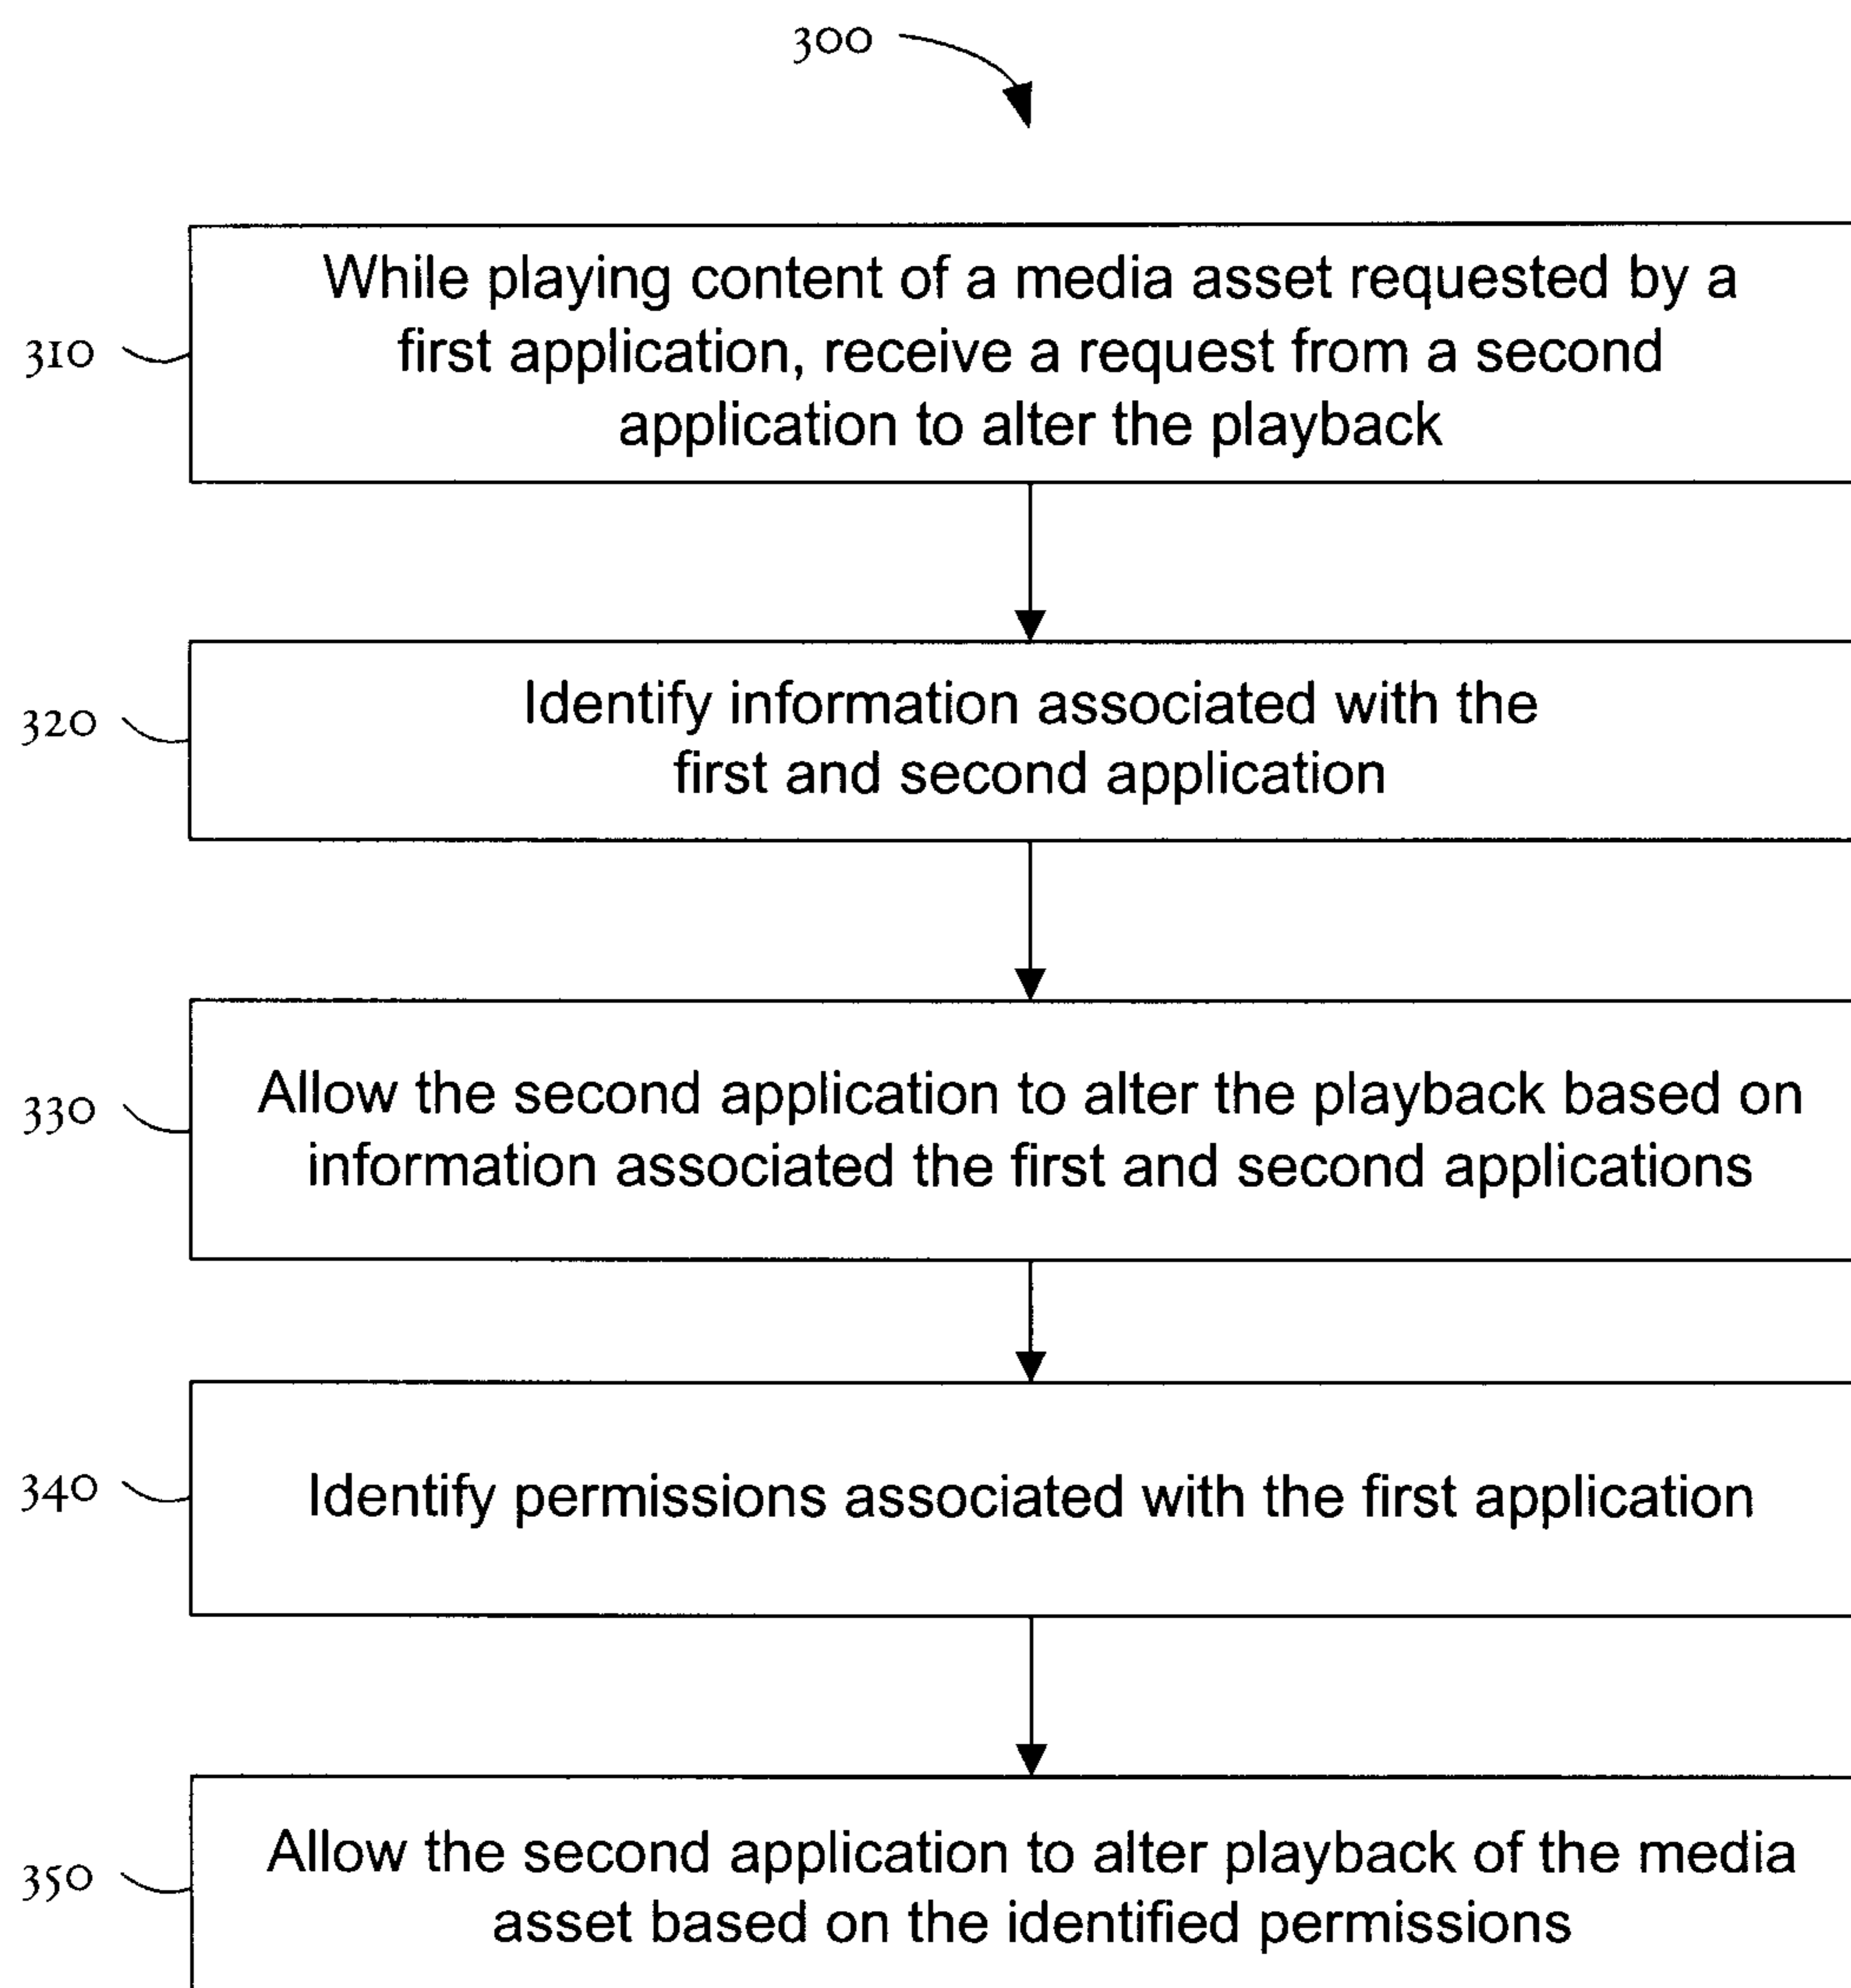 300
310
While playing content of a media asset requested by a
first application, receive a request from a second
application to alter the playback
320
Identify information associated with the
first and second application
330
Allow the second application to alter the playback based on
information associated the first and second applications
340
Identify permissions associated with the first application
350
Allow the second application to alter playback of the media
asset based on the identified permissions